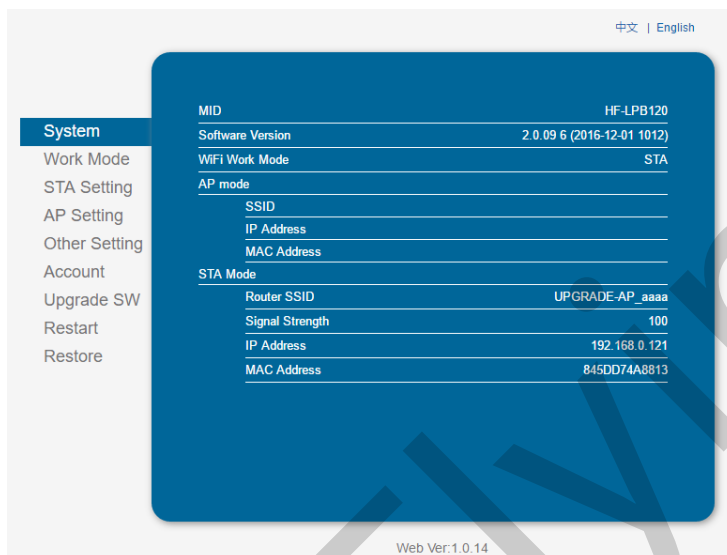 中文 | English
System
Work Mode
STA Setting
AP Setting
Other Setting
Account
Upgrade SW
Restart
Restore
MID HF-LPB120
Software Version 2.0.09 6 (2016-12-01 1012)
WiFi Work Mode STA
AP mode
SSID
IP Address
MAC Address
STA Mode
Router SSID UPGRADE-AP_aaaa
Signal Strength 100
IP Address 192.168.0.121
MAC Address 845DD74A8813
Web Ver:1.0.14